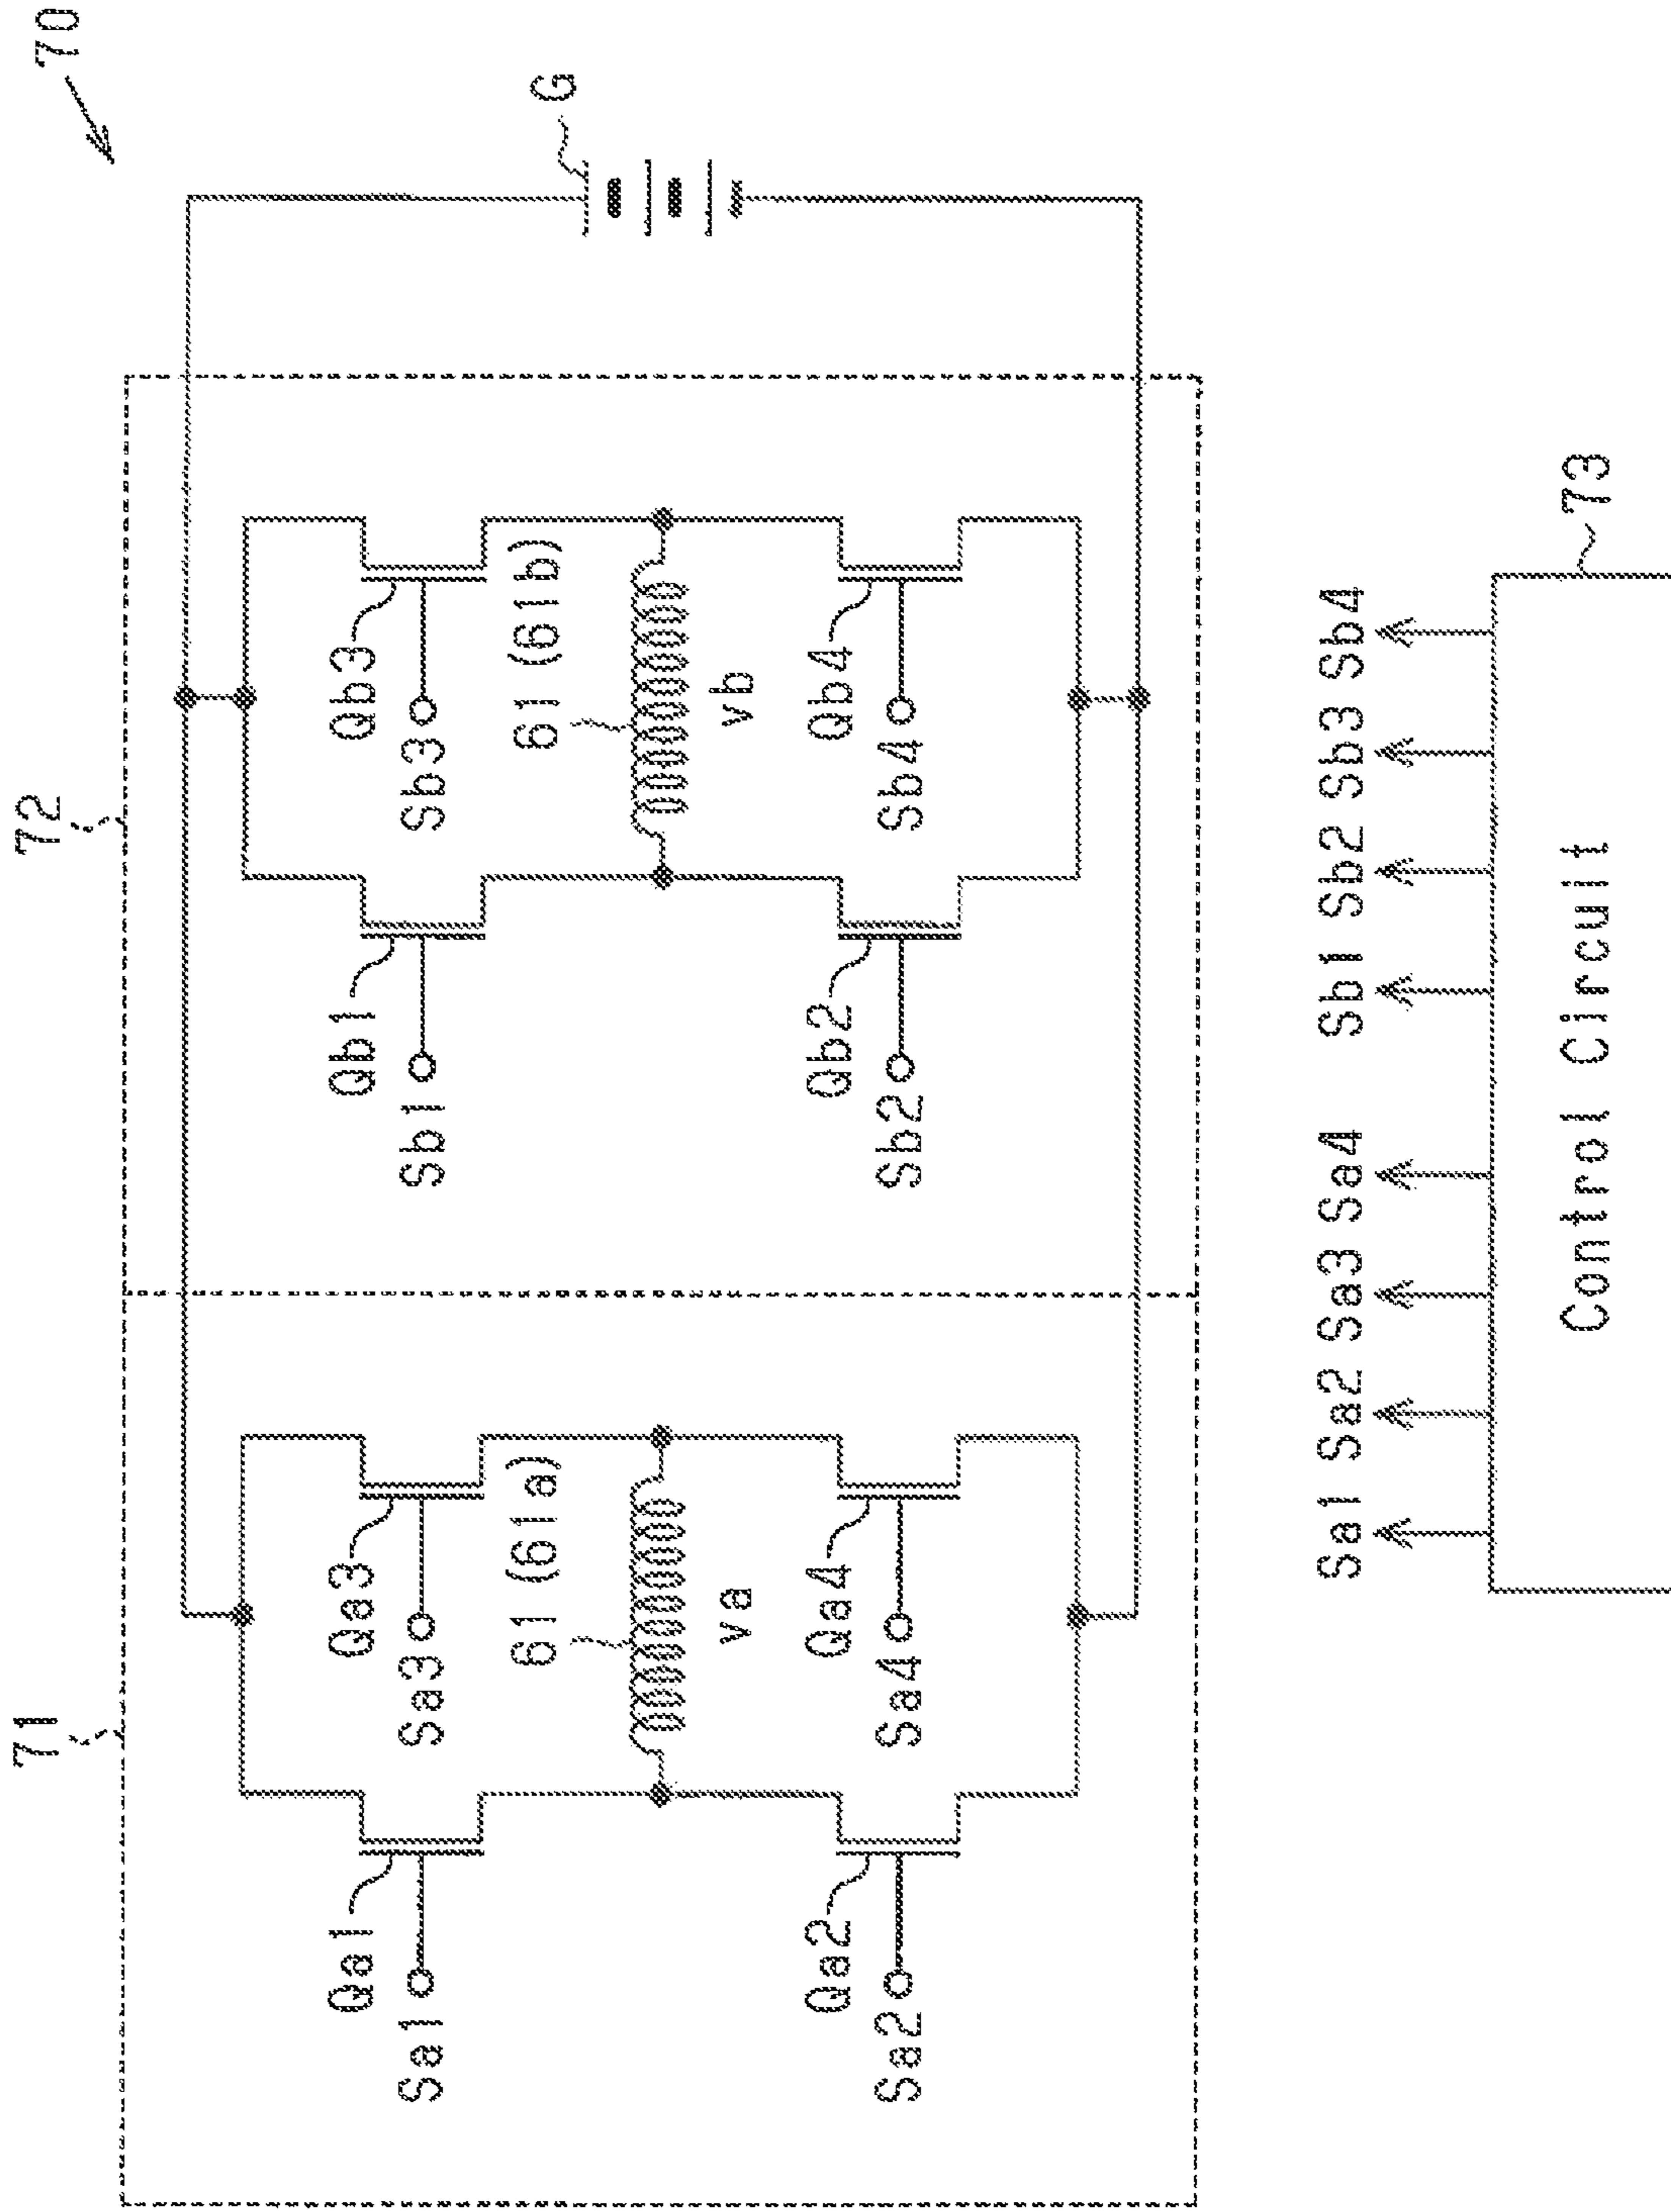 70
71
72
G
Qa1
Qa3
Qb1
Qb3
Sa1
Sa3
Sb1
Sb3
61 (61a)
61 (61b)
va
vb
Qa2
Qa4
Qb2
Qb4
Sa2
Sa4
Sb2
Sb4
Sa1 Sa2 Sa3 Sa4 Sb1 Sb2 Sb3 Sb4
73
Control Circuit